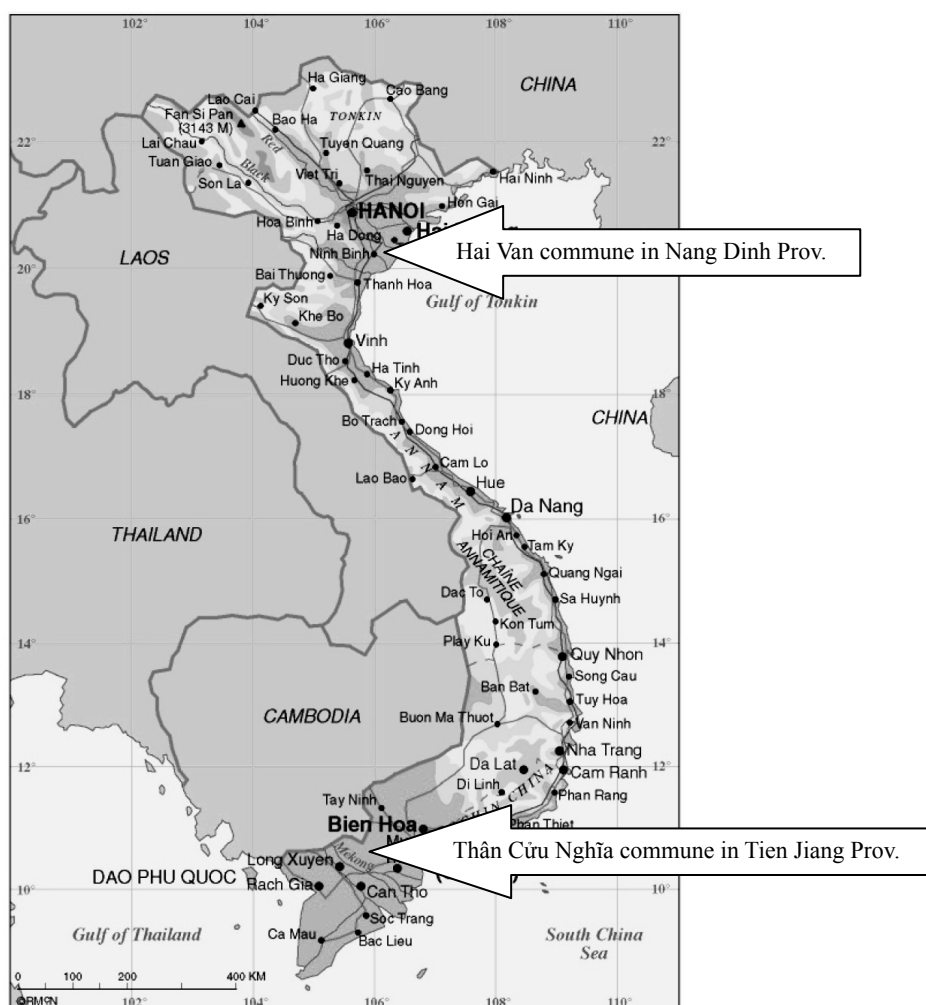 102° 104° 106° 108° 110°
CHINA
Ha Giang
Cao Bang
Lao Cai
TONKIN
Fan Si Pan
(3143 M)
Bao Ha
Red
22°
22°
Lai Chau
Tuyen Quang
Tuan Giao
Black
Viet Tri
Thai Nguyen
Hai Ninh
Son La
Hon Gai
HANOI
Hoa Binh
Ha Dong
Hai
Hai Van commune in Nang Dinh Prov.
Ninh Binh
LAOS
20°
20°
Bai Thuong
Thanh Hoa
Ky Son
Gulf of Tonkin
Khe Bo
Vinh
Duc Tho
Ha Tinh
Huong Khe
Ky Anh
18°
18°
Bo Trach
CHINA
Dong Hoi
ANNAM
Cam Lo
Lao Bao
Hue
Da Nang
16°
16°
THAILAND
Hoi An
Tam Ky
CHAÎNE
ANNAMITIQUE
Quang Ngai
Dac To
Sa Huynh
Kon Tum
14°
Play Ku
14°
Quy Nhon
Song Cau
Ban Bat
Tuy Hoa
CAMBODIA
Buon Ma Thuot
Van Ninh
Nha Trang
12°
Da Lat
Cam Ranh
12°
Di Linh
Phan Rang
CHIN CHINA
Tay Ninh
Bien Hoa
Phan Thiet
Thân Cửu Nghĩa commune in Tien Jiang Prov.
Mekong
Long Xuyen
DAO PHU QUOC
Rach Gia
Can Tho
10°
10°
Soc Trang
Gulf of Thailand
Ca Mau
Bac Lieu
South China
Sea
0 100 200 400 KM
102° 104° 106° 108° 110°